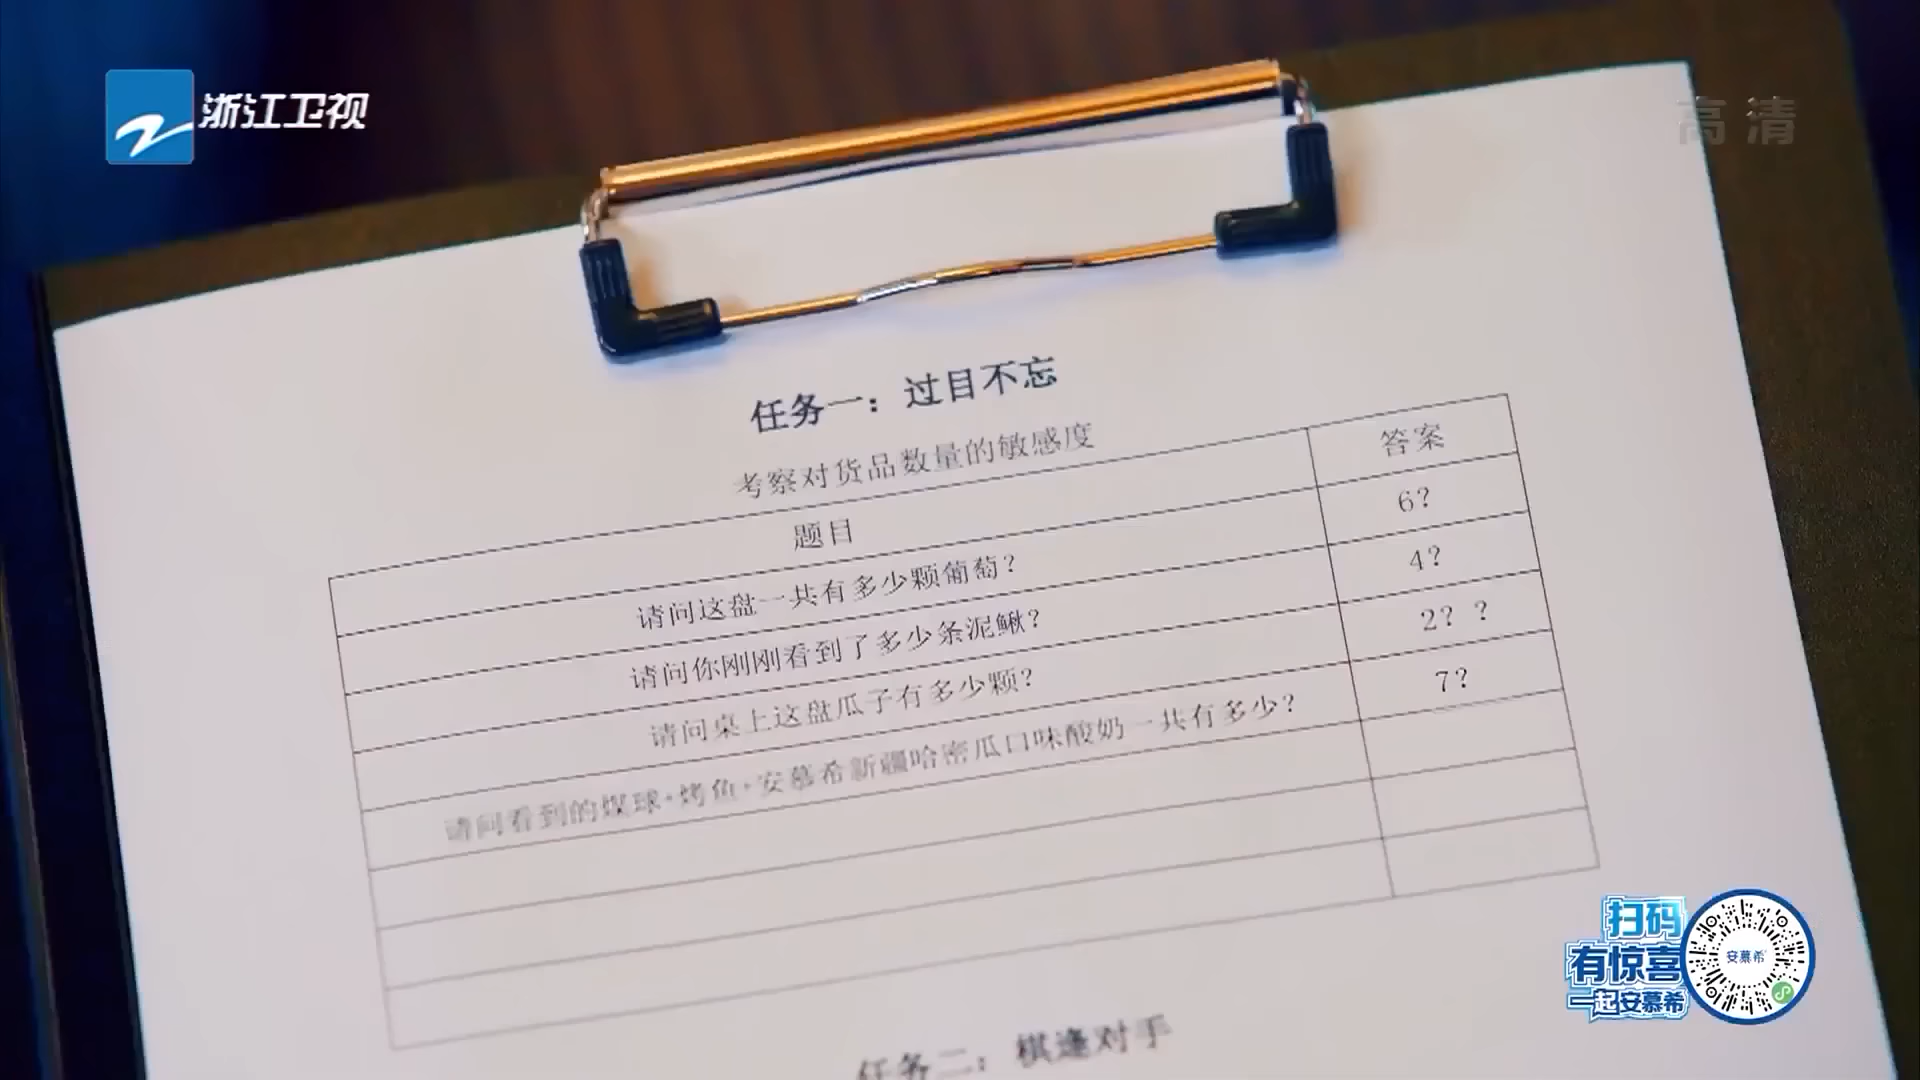 浙江卫视
高清
任务一：过目不忘
考察对货品数量的敏感度
题目 答案
请问这盘一共有多少颗葡萄？ 6？
请问你刚刚看到了多少条泥鳅？ 4？
请问桌上这盘瓜子有多少颗？ 2？？
请问看到的煤球·烤鱼·安慕希新疆哈密瓜口味酸奶一共有多少？ 7？
任务二：棋逢对手
扫码
有惊喜
一起安慕希
安慕希